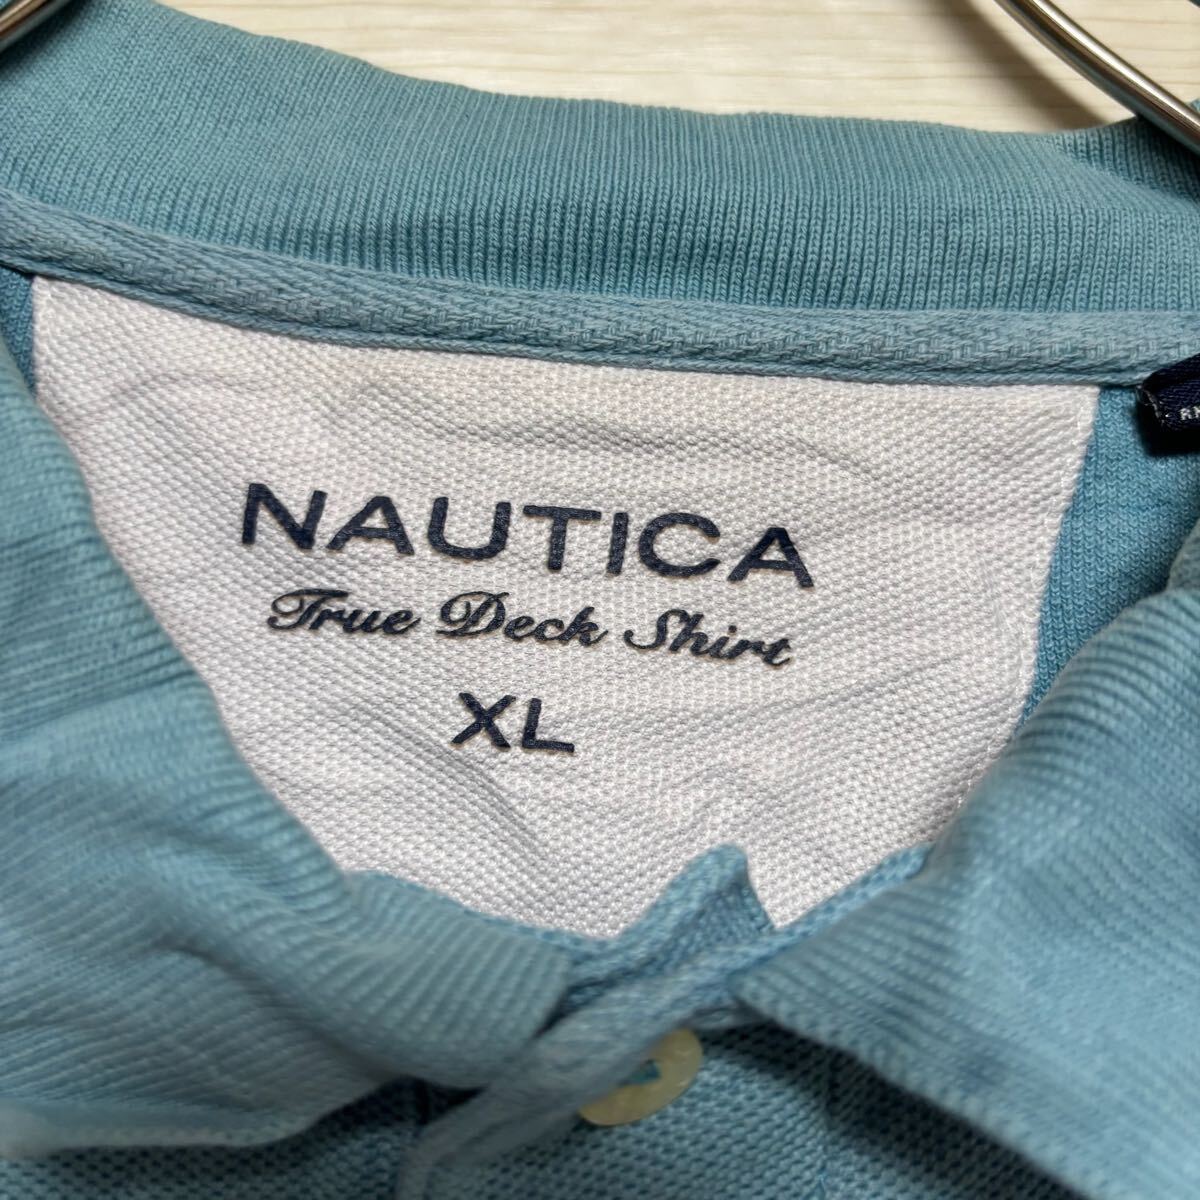 NAUTICA
True Deck Shirt
XL